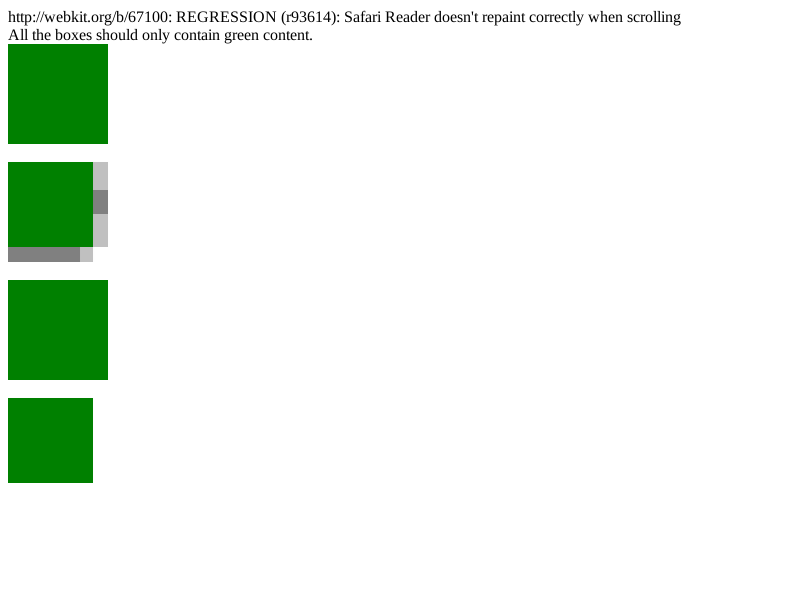 http://webkit.org/b/67100: REGRESSION (r93614): Safari Reader doesn't repaint correctly when scrolling
All the boxes should only contain green content.